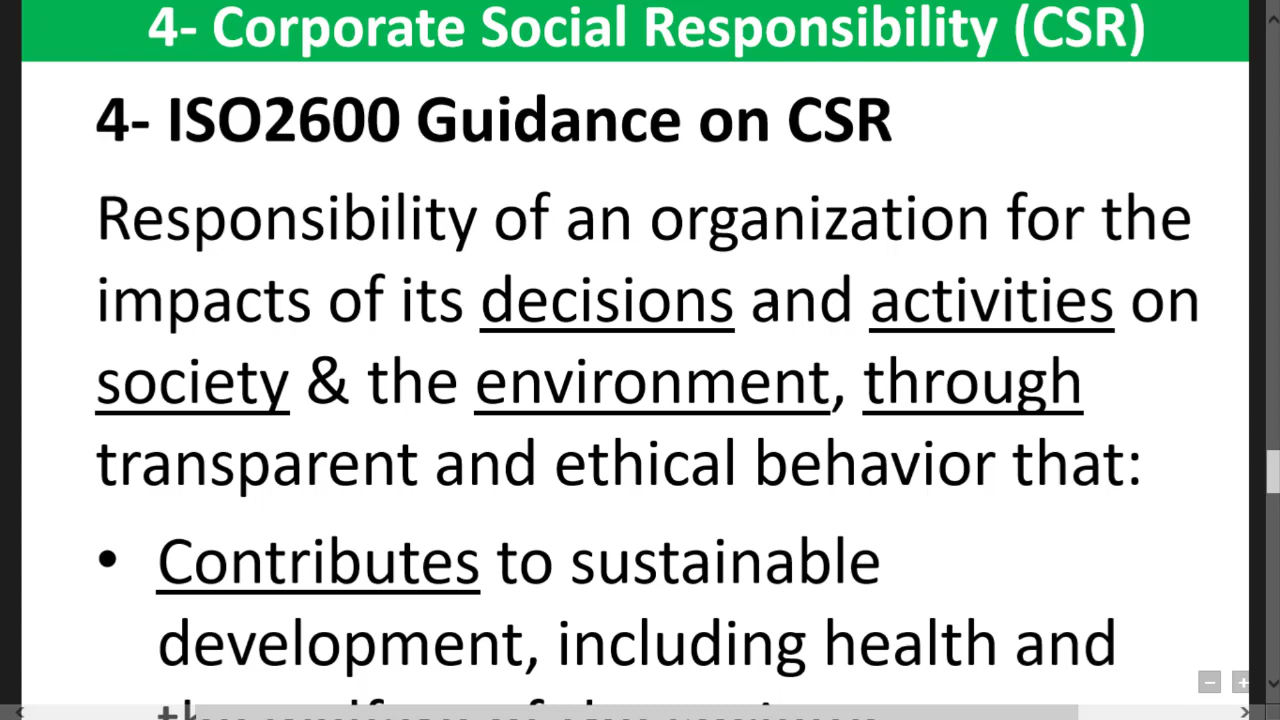 4- Corporate Social Responsibility (CSR)
4- ISO2600 Guidance on CSR
Responsibility of an organization for the
impacts of its decisions and activities on
society & the environment, through
transparent and ethical behavior that:
• Contributes to sustainable
development, including health and